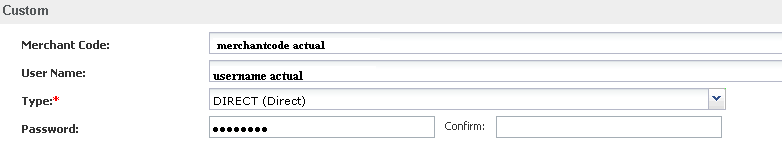 Custom
Merchant Code: merchantcode actual
User Name: username actual
Type:* DIRECT (Direct)
Password: ●●●●●●●● Confirm: